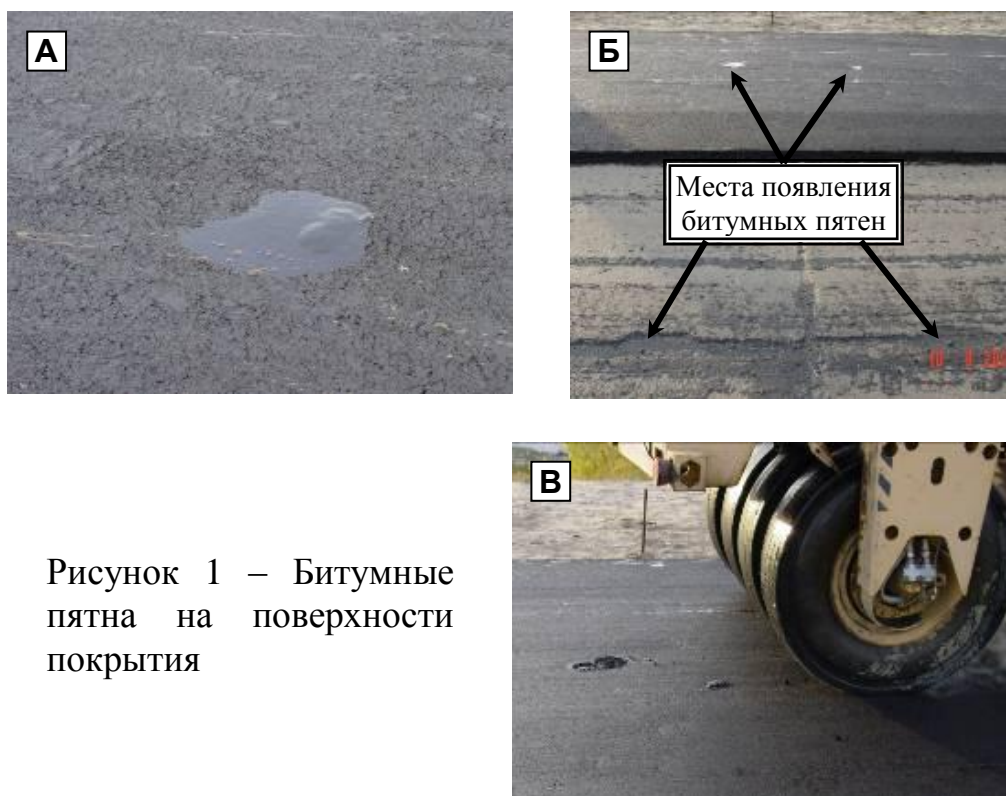 А
Б
Места появления
битумных пятен
В
Рисунок 1 – Битумные
пятна на поверхности
покрытия